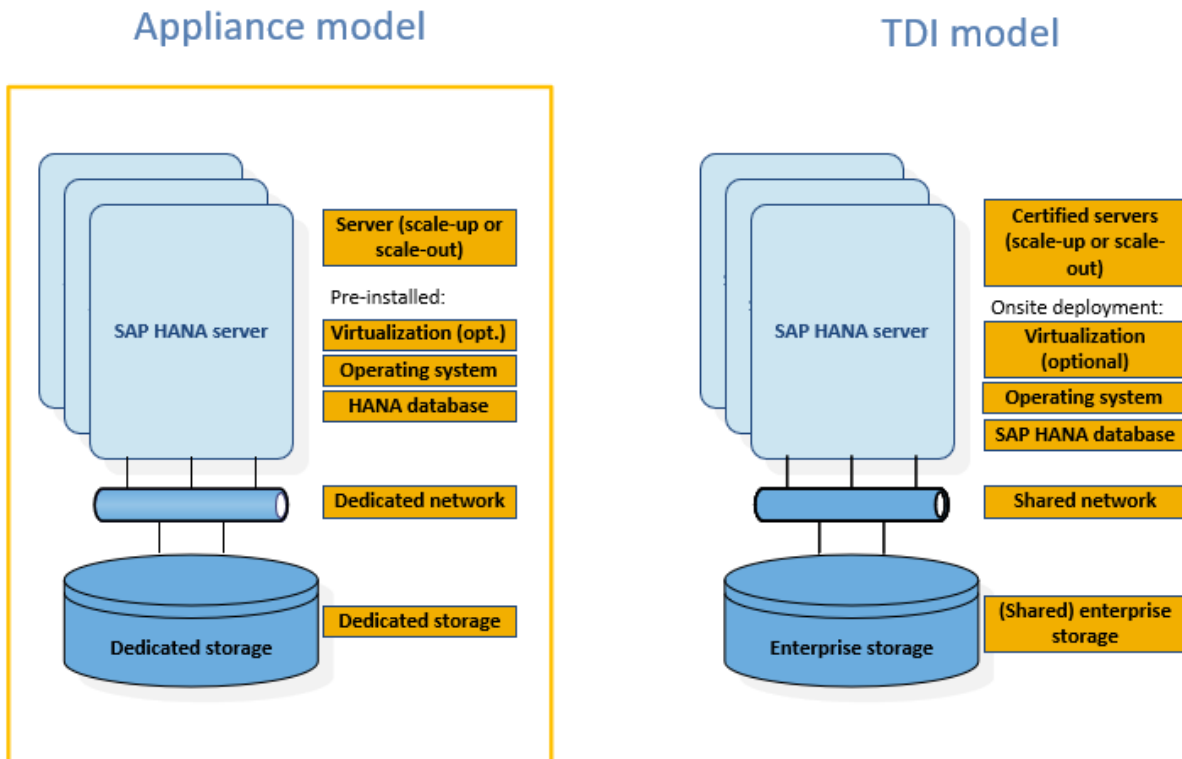 Appliance model
Server (scale-up or
scale-out)
Pre-installed:
SAP HANA server
Virtualization (opt.)
Operating system
HANA database
Dedicated network
Dedicated storage
Dedicated storage
TDI model
Certified servers
(scale-up or scale-
out)
Onsite deployment:
SAP HANA server
Virtualization
(optional)
Operating system
SAP HANA database
Shared network
(Shared) enterprise
storage
Enterprise storage